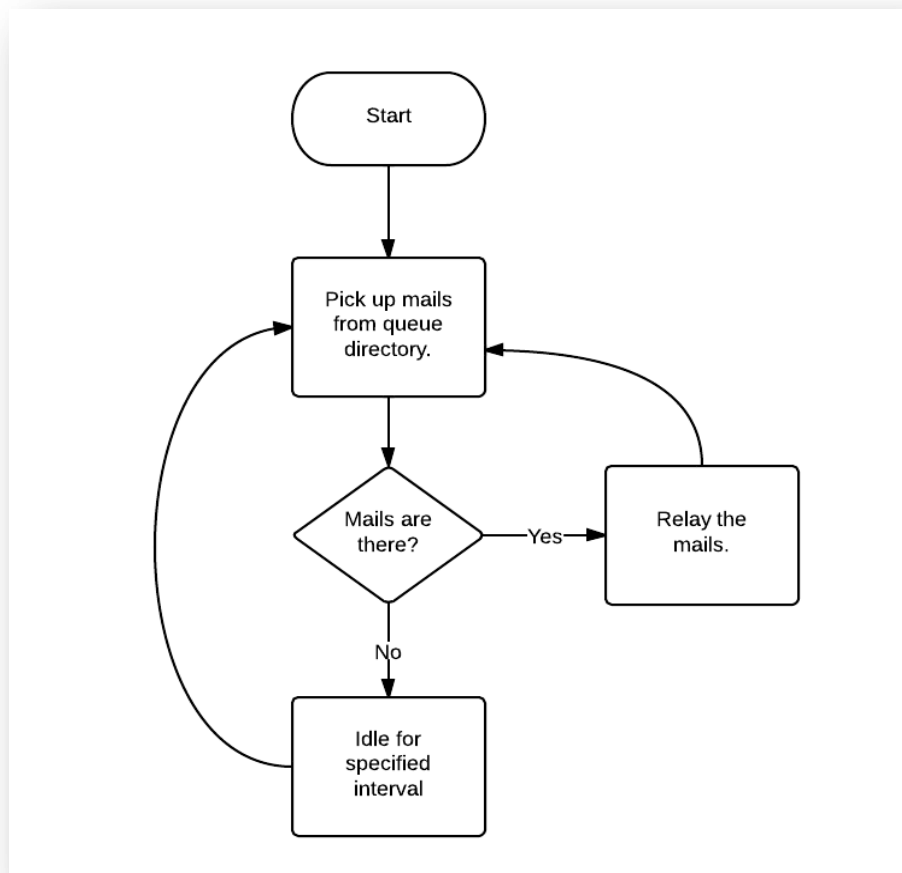 Start
Pick up mails
from queue
directory.
Mails are
there?
Yes
Relay the
mails.
No
Idle for
specified
interval